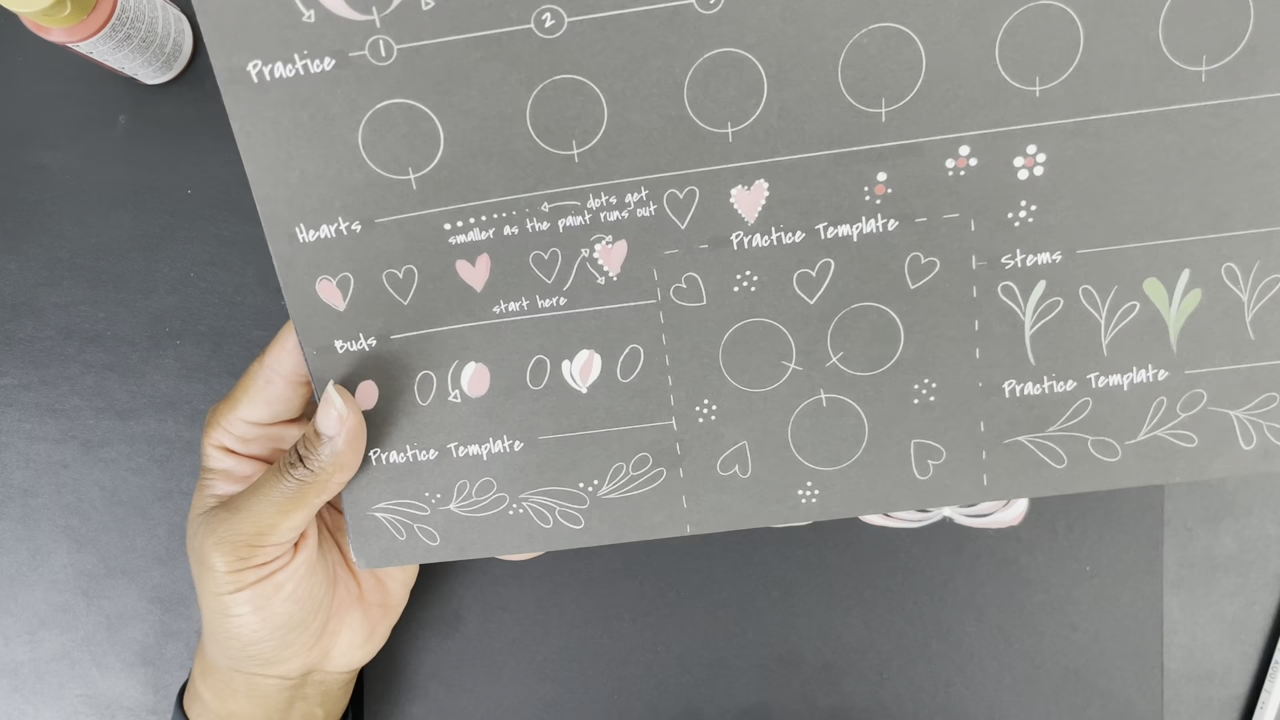 2
1
Practice
dots get
smaller as the paint runs out
Hearts
Practice Template
start here
Stems
Buds
Practice Template
Practice Template